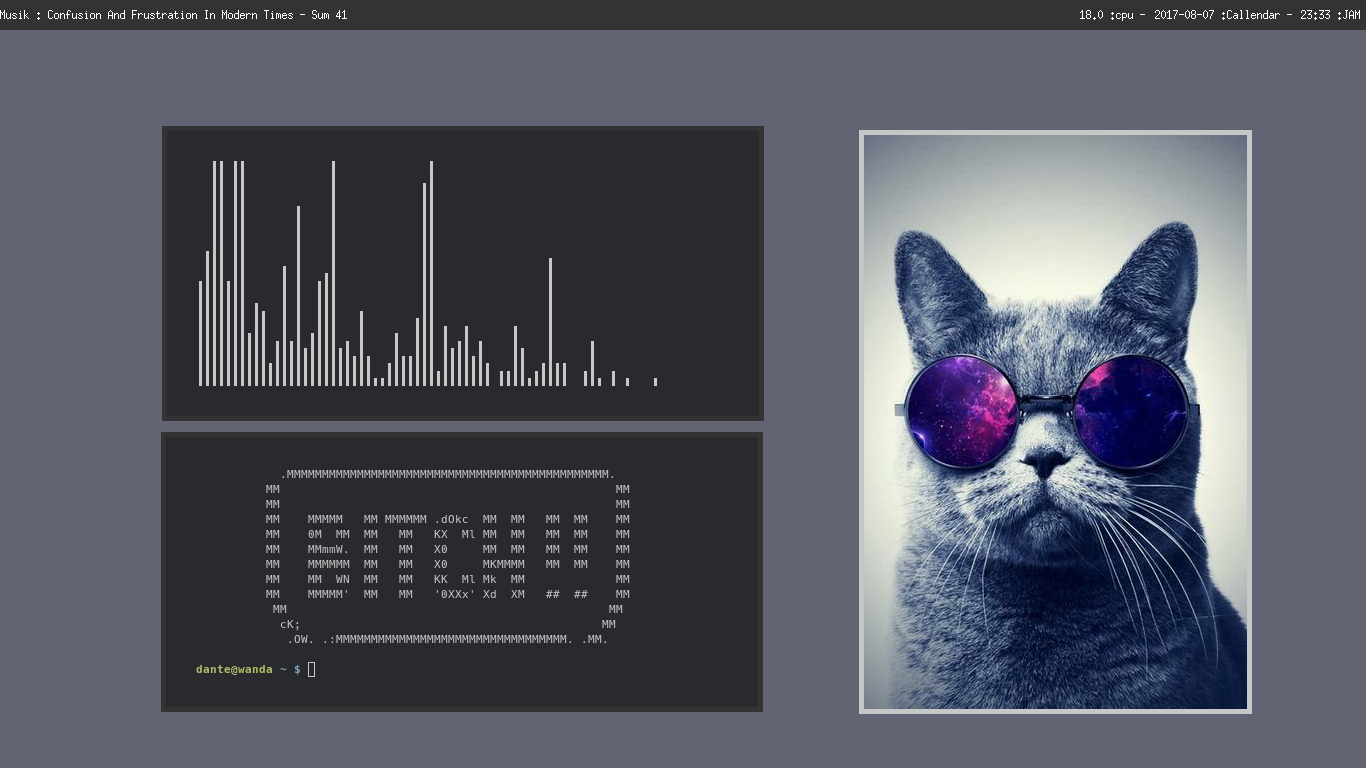 Musik : Confusion And Frustration In Modern Times - Sum 41
18.0 :cpu - 2017-08-07 :Callendar - 23:33 :JAM
.MMMMMMMMMMMMMMMMMMMMMMMMMMMMMMMMMMMMMMMMMMMMMM.
MM                                                MM
MM                                                MM
MM    MMMMM   MM MMMMMM .dOkc  MM  MM   MM  MM    MM
MM    0M  MM  MM   MM   KX  Ml MM  MM   MM  MM    MM
MM    MMmmW.  MM   MM   X0     MM  MM   MM  MM    MM
MM    MMMMMM  MM   MM   X0     MKMMMM   MM  MM    MM
MM    MM  WN  MM   MM   KK  Ml Mk  MM             MM
MM    MMMMM'  MM   MM   '0XXx' Xd  XM   ##  ##    MM
MM                                              MM
cK;                                           MM
.OW. .:MMMMMMMMMMMMMMMMMMMMMMMMMMMMMMMMM. .MM.
dante@wanda ~ $